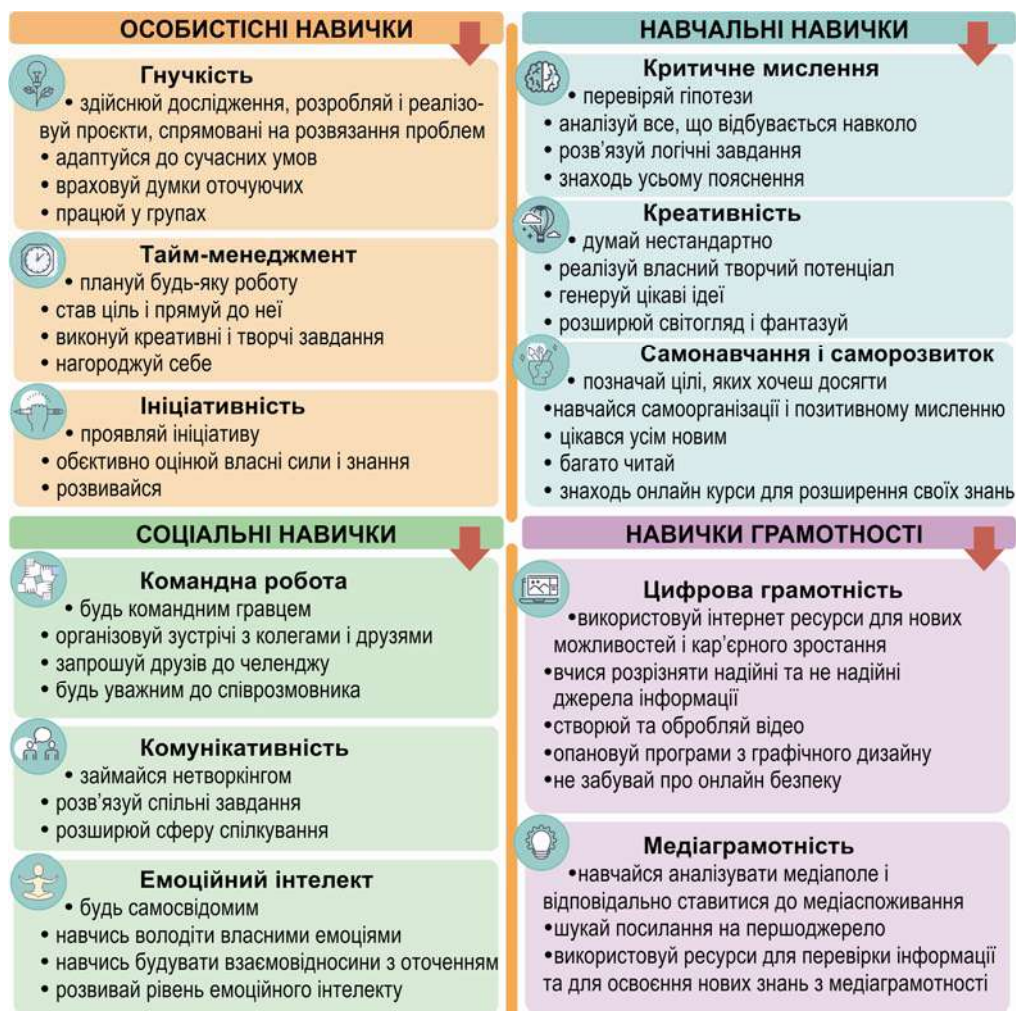 ОСОБИСТІСНІ НАВИЧКИ
Гнучкість
• здійснюй дослідження, розробляй і реалізо-
вуй проєкти, спрямовані на розвязання проблем
• адаптуйся до сучасних умов
• враховуй думки оточуючих
• працюй у групах
Тайм-менеджмент
• плануй будь-яку роботу
• став ціль і прямуй до неї
• виконуй креативні і творчі завдання
• нагороджуй себе
Ініціативність
• проявляй ініціативу
• обєктивно оцінюй власні сили і знання
• розвивайся
НАВЧАЛЬНІ НАВИЧКИ
Критичне мислення
• перевіряй гіпотези
• аналізуй все, що відбувається навколо
• розв’язуй логічні завдання
• знаходь усьому пояснення
Креативність
• думай нестандартно
• реалізуй власний творчий потенціал
• генеруй цікаві ідеї
• розширюй світогляд і фантазуй
Самонавчання і саморозвиток
• позначай цілі, яких хочеш досягти
•навчайся самоорганізації і позитивному мисленню
• цікався усім новим
• багато читай
• знаходь онлайн курси для розширення своїх знань
СОЦІАЛЬНІ НАВИЧКИ
Командна робота
• будь командним гравцем
• організовуй зустрічі з колегами і друзями
• запрошуй друзів до челенджу
• будь уважним до співрозмовника
Комунікативність
• займайся нетворкінгом
• розв’язуй спільні завдання
• розширюй сферу спілкування
Емоційний інтелект
• будь самосвідомим
• навчись володіти власними емоціями
• навчись будувати взаємовідносини з оточенням
• розвивай рівень емоційного інтелекту
НАВИЧКИ ГРАМОТНОСТІ
Цифрова грамотність
•використовуй інтернет ресурси для нових
можливостей і кар’єрного зростання
•вчися розрізняти надійні та не надійні
джерела інформації
•створюй та обробляй відео
•опановуй програми з графічного дизайну
•не забувай про онлайн безпеку
Медіаграмотність
•навчайся аналізувати медіаполе і
відповідально ставитися до медіаспоживання
•шукай посилання на першоджерело
•використовуй ресурси для перевірки інформації
та для освоєння нових знань з медіаграмотності